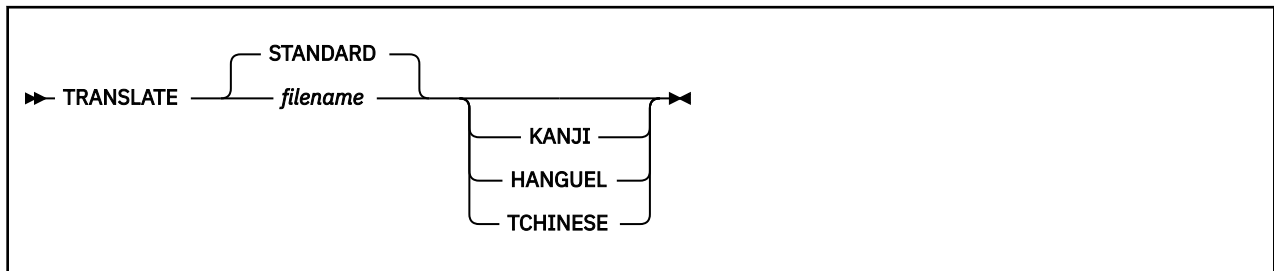 STANDARD
TRANSLATE filename
KANJI
HANGUEL
TCHINESE